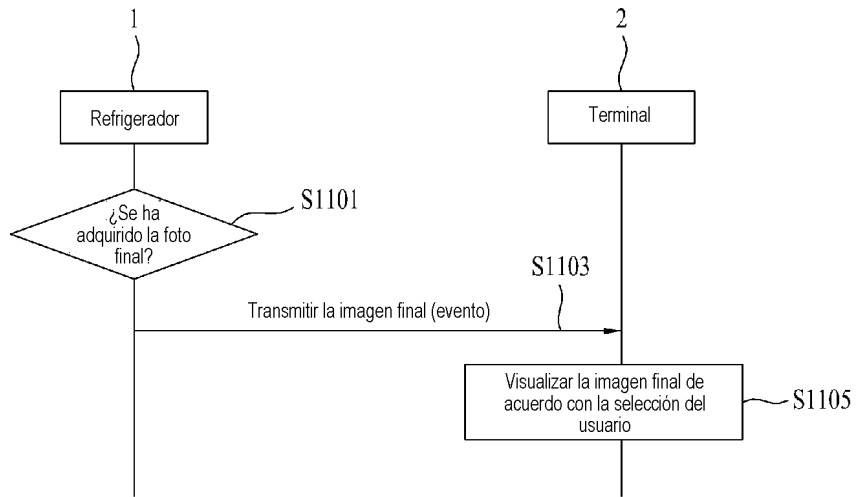 1
2
Refrigerador
Terminal
¿Se ha
adquirido la foto
final?
S1101
S1103
Transmitir la imagen final (evento)
Visualizar la imagen final de
acuerdo con la selección del
usuario
S1105